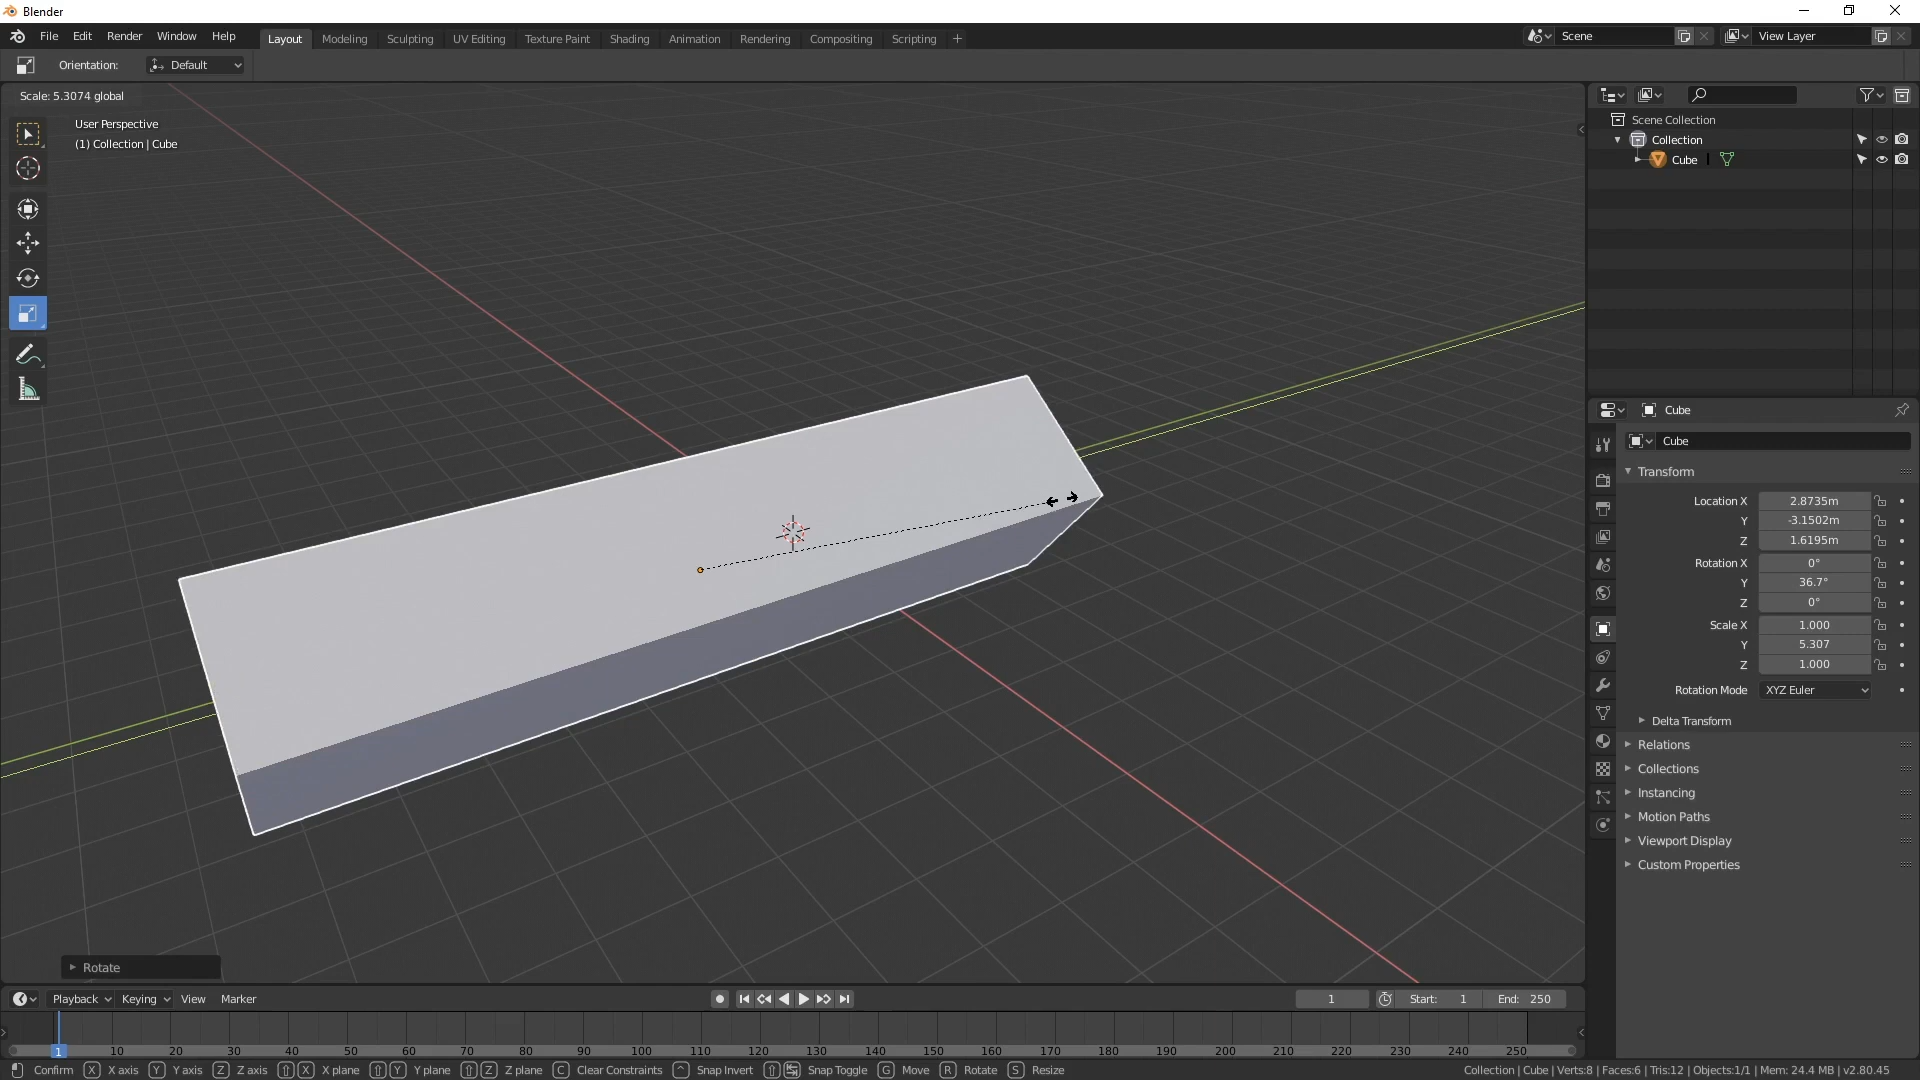 Blender
File Edit Render Window Help
Layout Modeling Sculpting UV Editing Texture Paint Shading Animation Rendering Compositing Scripting +
Scene
View Layer
Orientation: Default
Scale: 5.3074 global
User Perspective
(1) Collection | Cube
Scene Collection
Collection
Cube
Cube
Cube
Transform
Location X 2.8735m
Y -3.1502m
Z 1.6195m
Rotation X 0°
Y 36.7°
Z 0°
Scale X 1.000
Y 5.307
Z 1.000
Rotation Mode XYZ Euler
Delta Transform
Relations
Collections
Instancing
Motion Paths
Viewport Display
Custom Properties
Rotate
Playback Keying View Marker
1 Start: 1 End: 250
1 10 20 30 40 50 60 70 80 90 100 110 120 130 140 150 160 170 180 190 200 210 220 230 240 250
Confirm X X axis Y Y axis Z Z axis X X plane Y Y plane Z Z plane C Clear Constraints Snap Invert Snap Toggle G Move R Rotate S Resize
Collection | Cube | Verts:8 | Faces:6 | Tris:12 | Objects:1/1 | Mem: 24.4 MB | v2.80.45